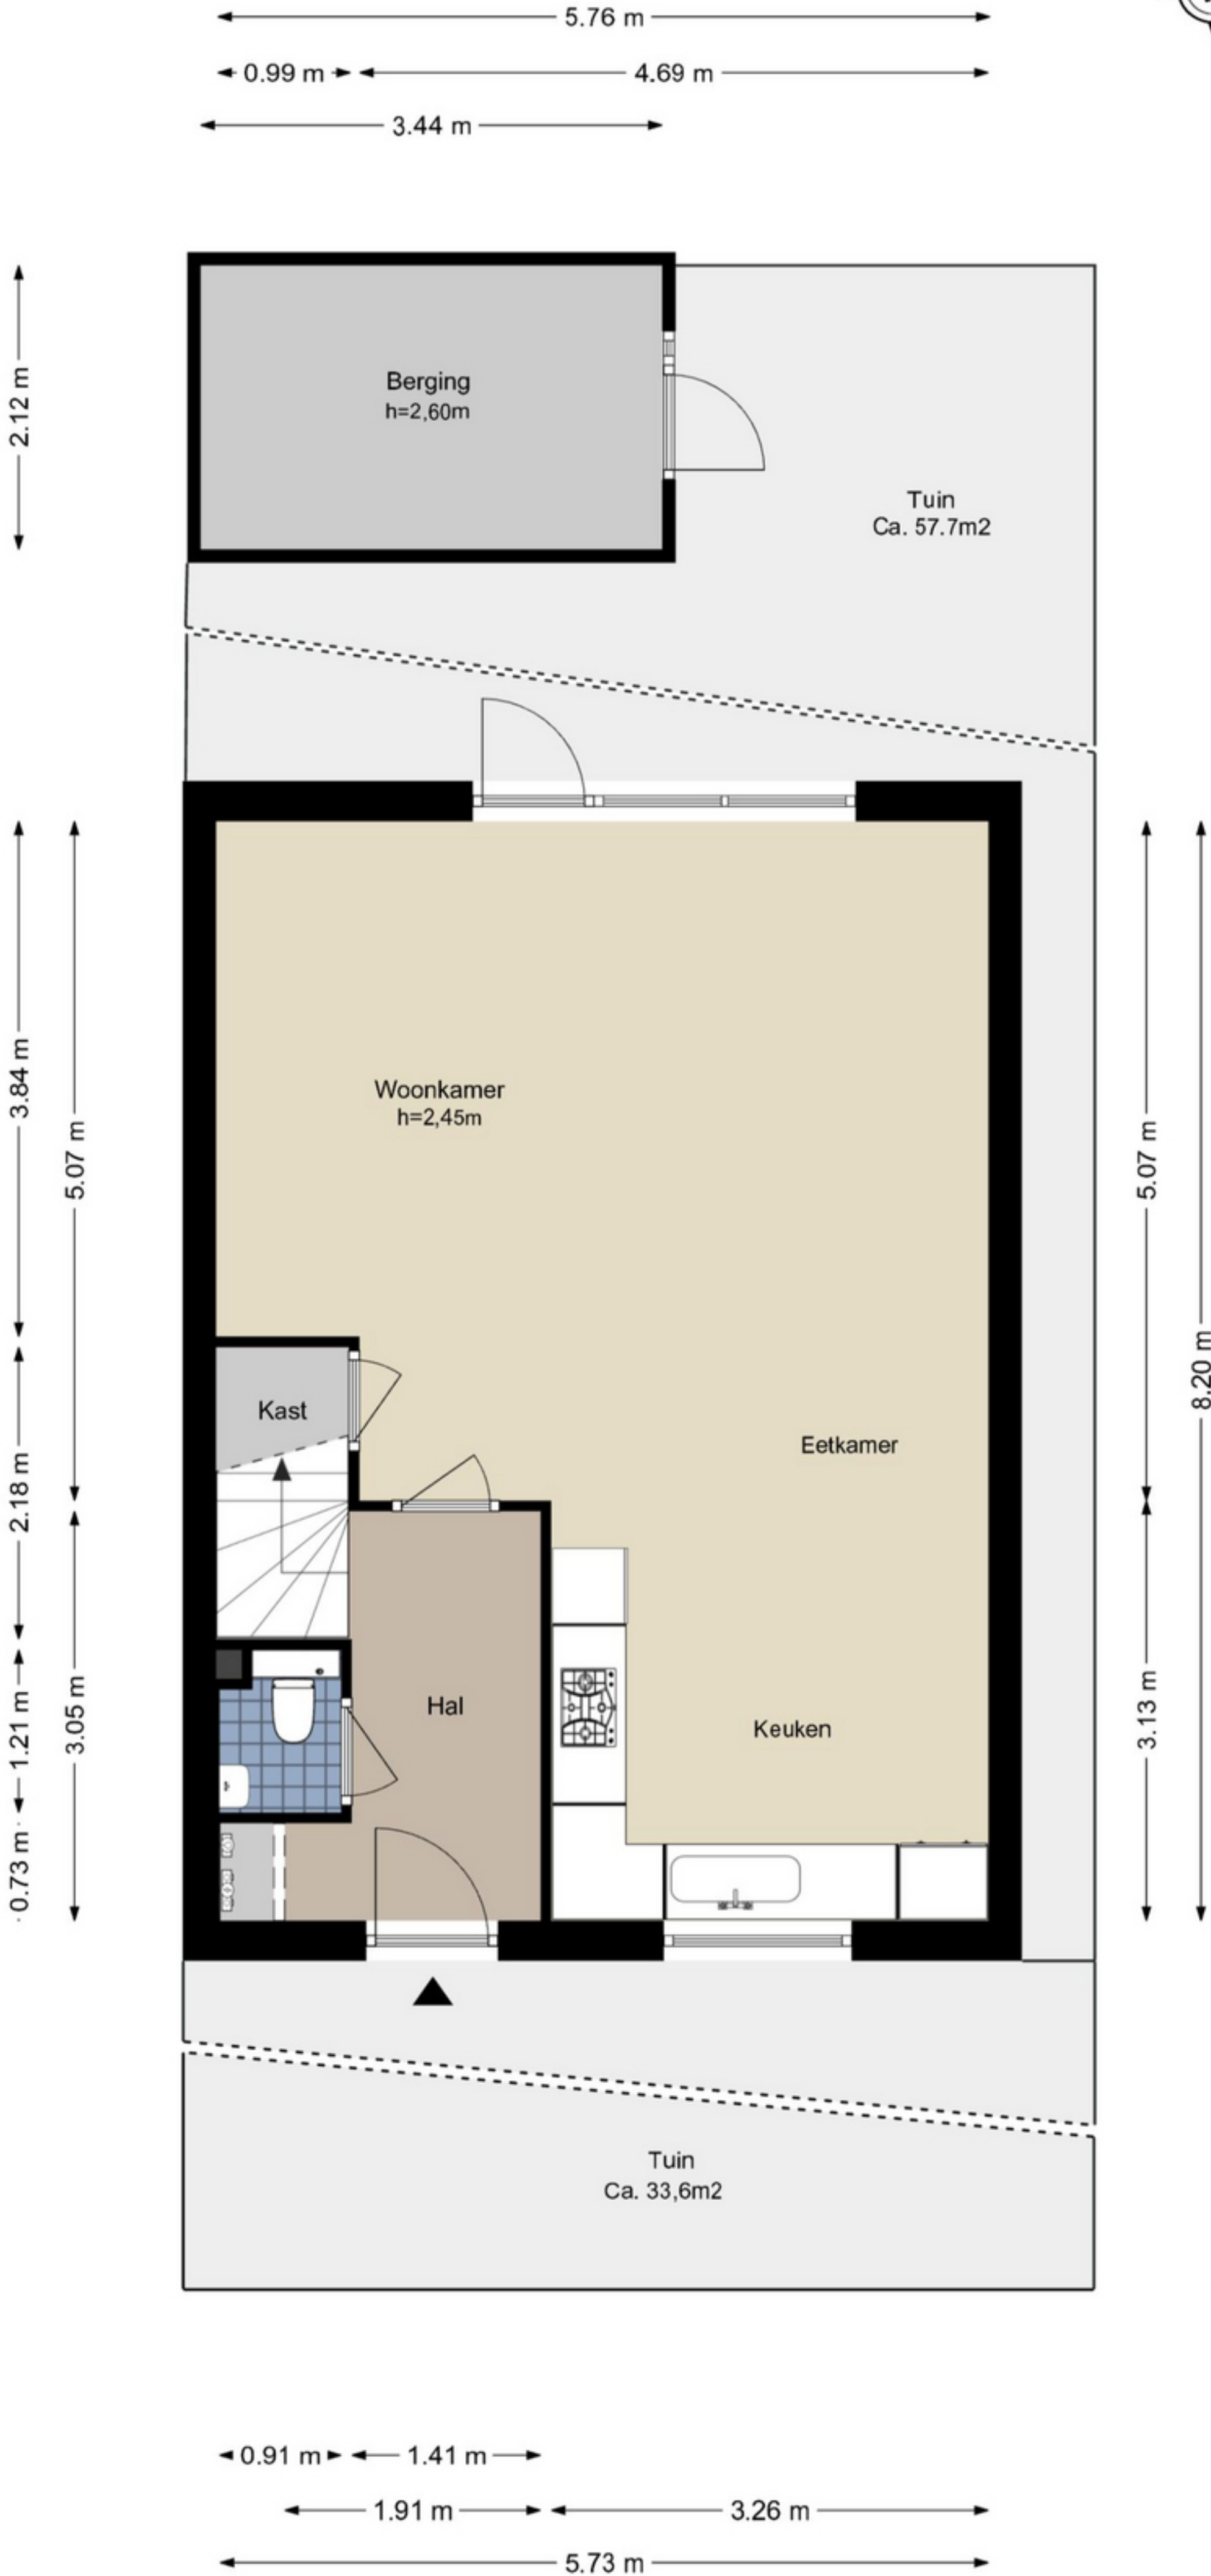 5.76 m
0.99 m
4.69 m
3.44 m
2.12 m
Berging
h=2,60m
Tuin
Ca. 57.7m2
3.84 m
5.07 m
Woonkamer
h=2,45m
5.07 m
8.20 m
Kast
Eetkamer
2.18 m
Hal
Keuken
1.21 m
3.05 m
3.13 m
0.73 m
Tuin
Ca. 33,6m2
0.91 m
1.41 m
1.91 m
3.26 m
5.73 m